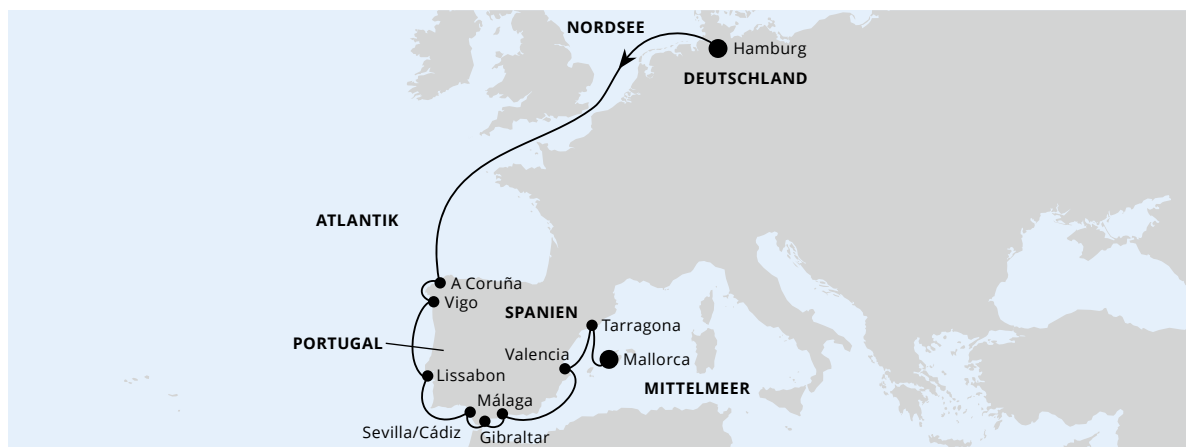 NORDSEE
Hamburg
DEUTSCHLAND
ATLANTIK
A Coruña
Vigo
SPANIEN
Tarragona
PORTUGAL
Valencia
Mallorca
Lissabon
MITTELMEER
Málaga
Sevilla/Cádiz
Gibraltar